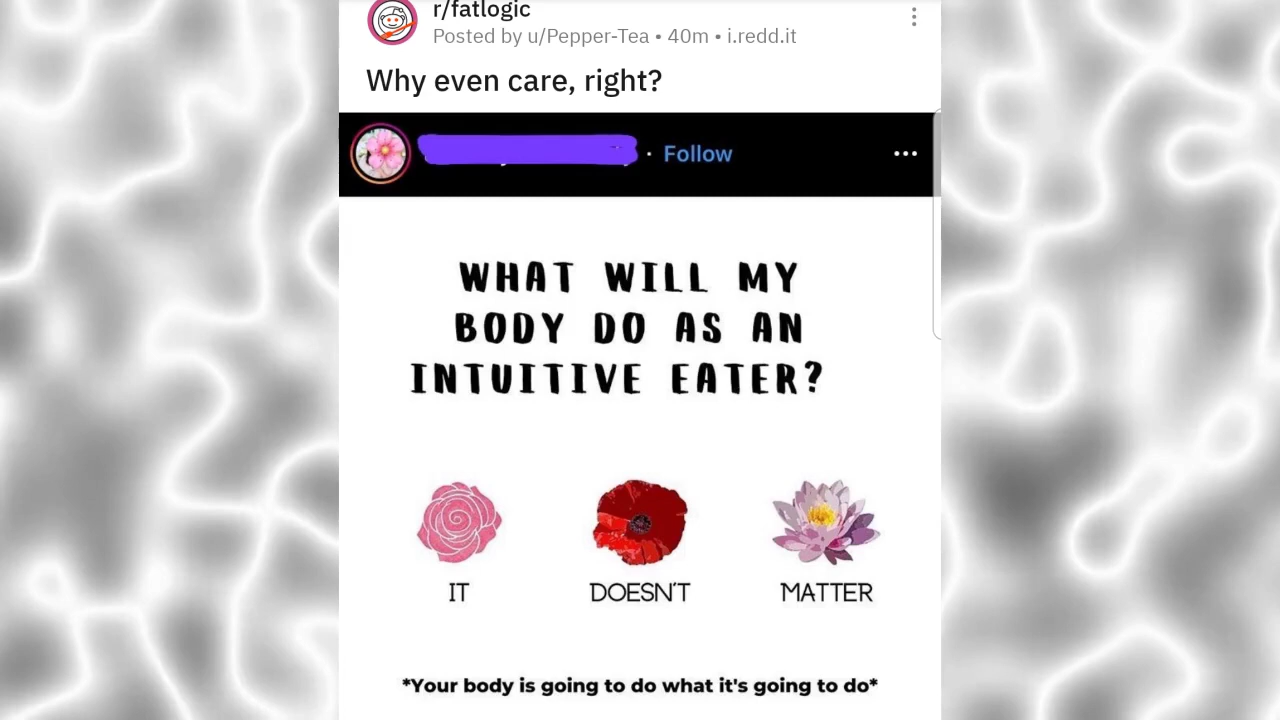 r/fatlogic
Posted by u/Pepper-Tea • 40m • i.redd.it
Why even care, right?
· Follow
WHAT WILL MY
BODY DO AS AN
INTUITIVE EATER?
IT DOESN'T MATTER
*Your body is going to do what it's going to do*